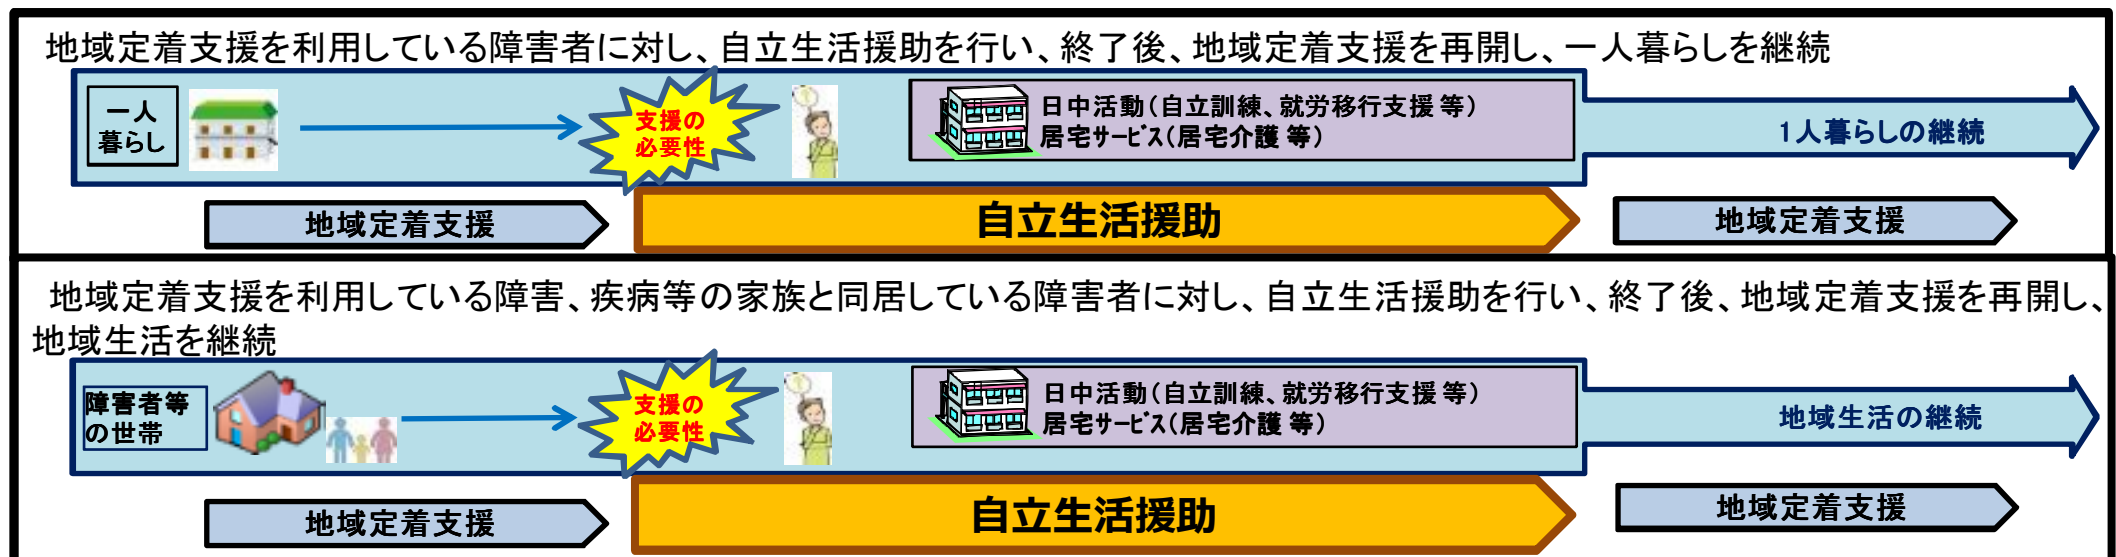 地域定着支援を利用している障害者に対し、自立生活援助を行い、終了後、地域定着支援を再開し、一人暮らしを継続
一人
暮らし
支援の
必要性
日中活動（自立訓練、就労移行支援 等）
居宅サービス（居宅介護 等）
1人暮らしの継続
地域定着支援
自立生活援助
地域定着支援
地域定着支援を利用している障害、疾病等の家族と同居している障害者に対し、自立生活援助を行い、終了後、地域定着支援を再開し、
地域生活を継続
障害者等
の世帯
支援の
必要性
日中活動（自立訓練、就労移行支援 等）
居宅サービス（居宅介護 等）
地域生活の継続
地域定着支援
自立生活援助
地域定着支援